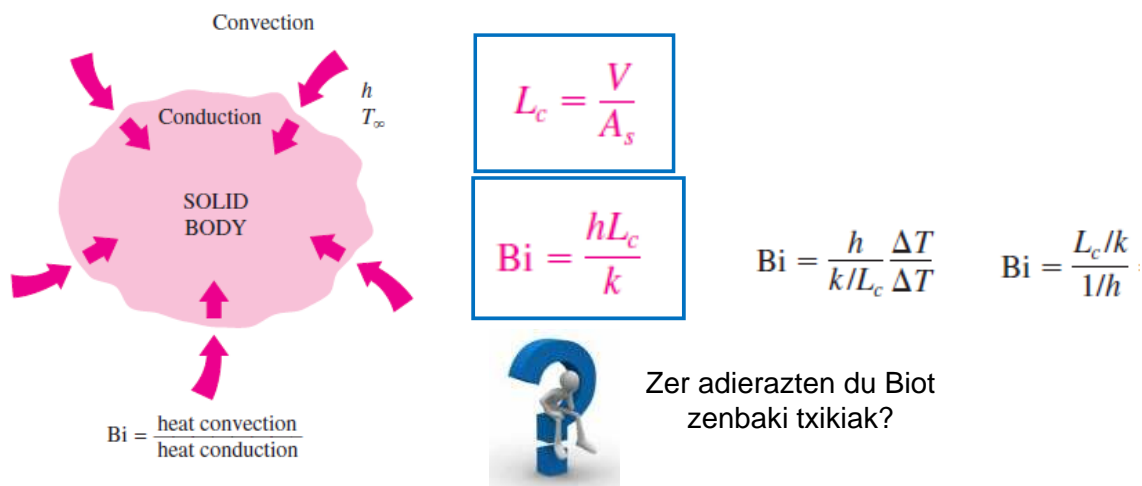 Convection
h
T∞
Conduction
SOLID
BODY
Bi = heat convection / heat conduction
L_c = V / A_s
Bi = hL_c / k
Bi = h / (k/L_c) ΔT / ΔT
Bi = (L_c/k) / (1/h) =
Zer adierazten du Biot
zenbaki txikiak?